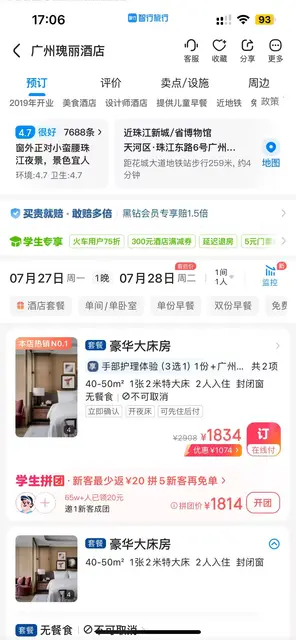 17:06
智行旅行
93
广州瑰丽酒店
客服
收藏
分享
更多
预订
评价
卖点/设施
周边
2019年开业 美食酒店 设计师酒店 提供儿童早餐 近地铁
政策
4.7 很好 7688条
窗外正对小蛮腰珠
江夜景，景色宜人
环境:4.7 卫生:4.7
近珠江新城/省博物馆
天河区·珠江东路6号广州...
距花城大道地铁站步行259米，约4
分钟
地图
买贵就赔·敢赔多倍
黑钻会员专享赔1.5倍
学生专享
火车用户75折
300元酒店满减券
延迟退房
5元门票
07月27日 周一
1晚
07月28日 周二
1间
1人
监控
酒店套餐
单间/单卧室
单份早餐
双份早餐
免费
本店热销NO.1
套餐 豪华大床房
享 手部护理体验 (3选1) 1份+广州... 共2项
40-50m² 1张2米特大床 2人入住 封闭窗
无餐食 不可取消
立即确认
开夜床
可先住后付
¥2908 ¥1834
优惠 ¥1074
订
在线付
学生拼团·新客最少返¥20 拼5新客再免单
65w+人已领20元
邀1新客成团
拼团价 ¥1814
开团
套餐 豪华大床房
40-50m² 1张2米特大床 2人入住 封闭窗
4
套餐 无餐食 不可取消